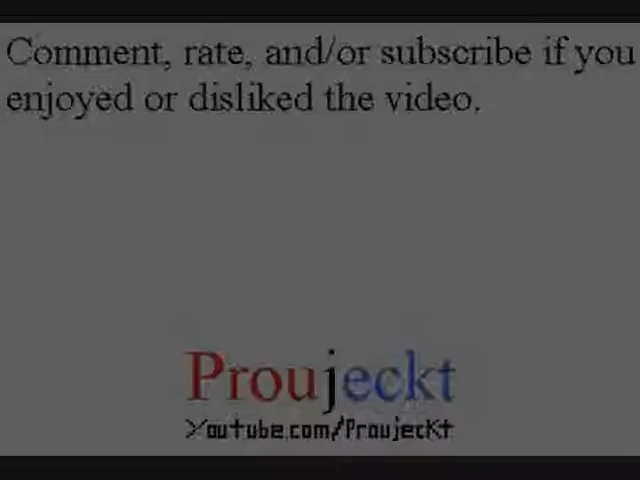 Comment, rate, and/or subscribe if you
enjoyed or disliked the video.
Proujeckt
Youtube.com/Proujeckt